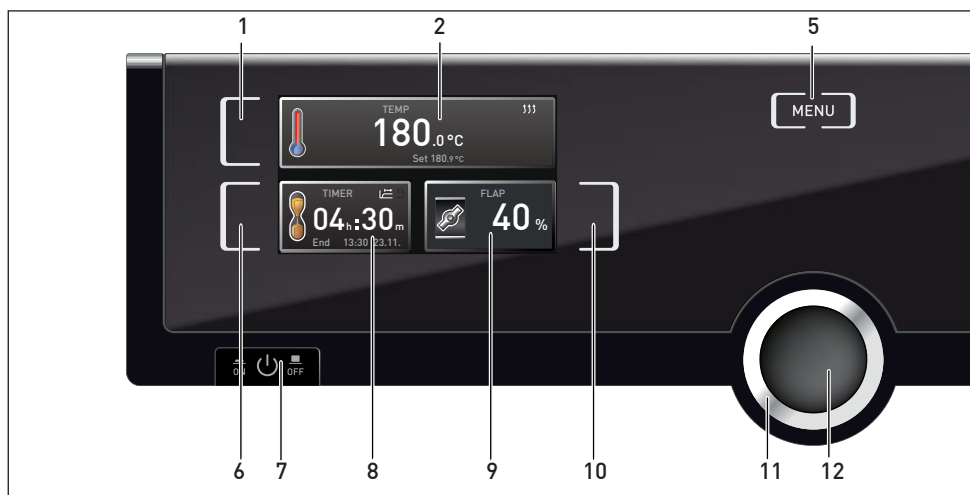 1 2 5
MENU
TEMP
180.0°C
Set 180.9°C
TIMER
04h:30m
End 13:30 23.11.
FLAP
40%
ON OFF
6 7 8 9 10 11 12